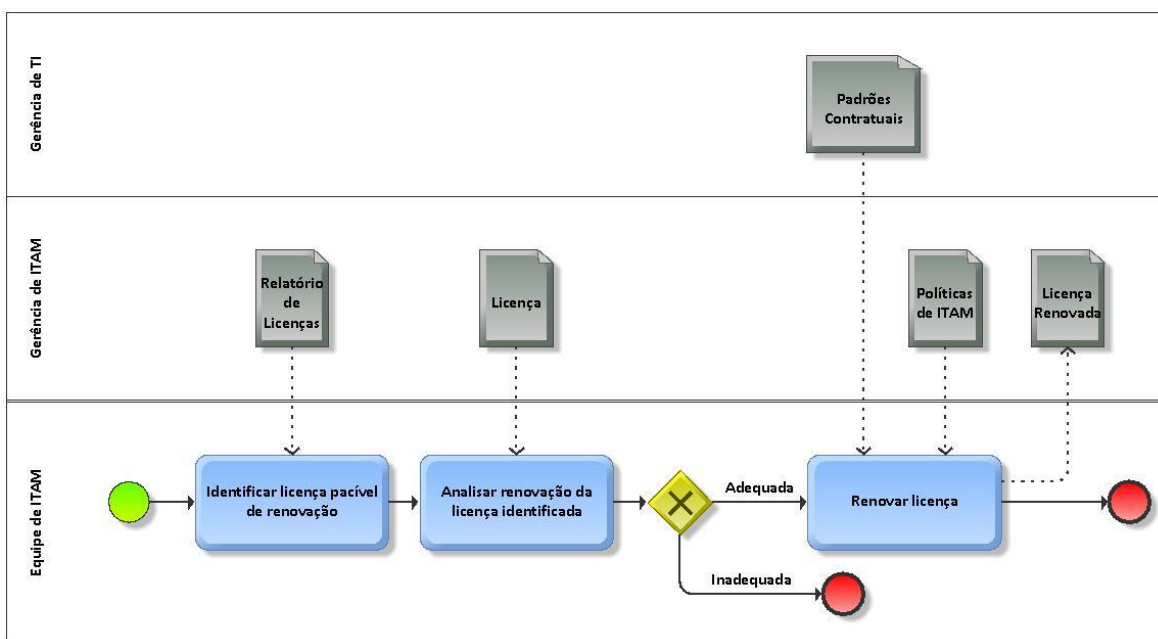 Gerência de TI
Padrões
Contratuais
Gerência de ITAM
Relatório
de
Licenças
Licença
Políticas
de ITAM
Licença
Renovada
Equipe de ITAM
Identificar licença pacível
de renovação
Analisar renovação da
licença identificada
Adequada
Renovar licença
Inadequada